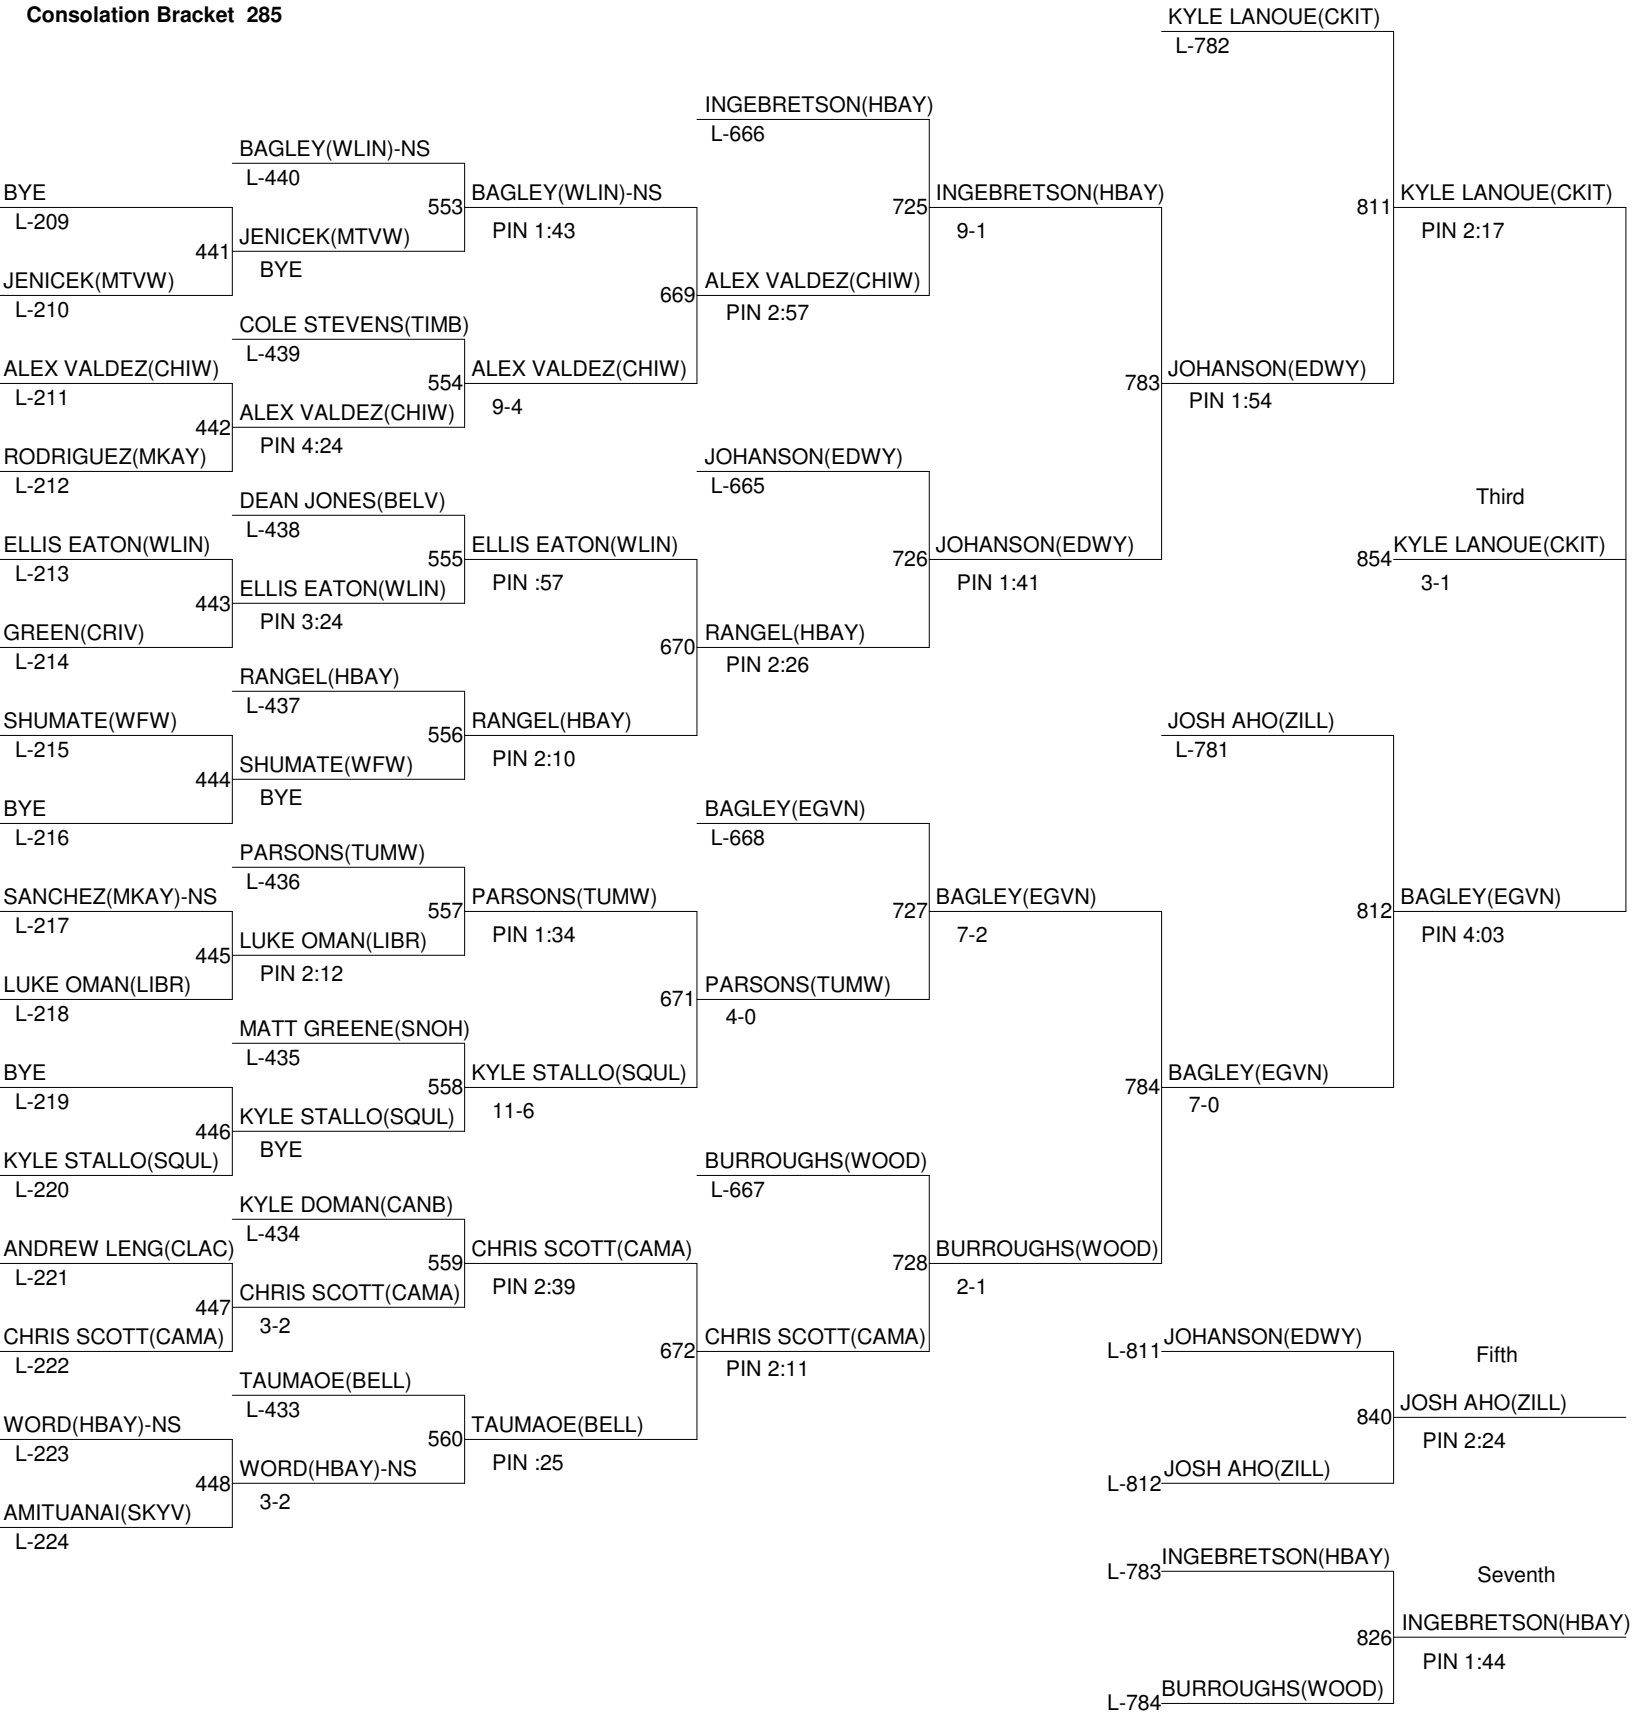 Consolation Bracket 285
BYE
L-209
JENICEK(MTVW)
L-210
ALEX VALDEZ(CHIW)
L-211
RODRIGUEZ(MKAY)
L-212
ELLIS EATON(WLIN)
L-213
GREEN(CRIV)
L-214
SHUMATE(WFW)
L-215
BYE
L-216
SANCHEZ(MKAY)-NS
L-217
LUKE OMAN(LIBR)
L-218
BYE
L-219
KYLE STALLO(SQUL)
L-220
ANDREW LENG(CLAC)
L-221
CHRIS SCOTT(CAMA)
L-222
WORD(HBAY)-NS
L-223
AMITUANAI(SKYV)
L-224
BAGLEY(WLIN)-NS
L-440
441
JENICEK(MTVW)
BYE
COLE STEVENS(TIMB)
L-439
442
ALEX VALDEZ(CHIW)
PIN 4:24
DEAN JONES(BELV)
L-438
443
ELLIS EATON(WLIN)
PIN 3:24
RANGEL(HBAY)
L-437
444
SHUMATE(WFW)
BYE
PARSONS(TUMW)
L-436
445
LUKE OMAN(LIBR)
PIN 2:12
MATT GREENE(SNOH)
L-435
446
KYLE STALLO(SQUL)
BYE
KYLE DOMAN(CANB)
L-434
447
CHRIS SCOTT(CAMA)
3-2
TAUMAOE(BELL)
L-433
448
WORD(HBAY)-NS
3-2
553
BAGLEY(WLIN)-NS
PIN 1:43
554
ALEX VALDEZ(CHIW)
9-4
555
ELLIS EATON(WLIN)
PIN :57
556
RANGEL(HBAY)
PIN 2:10
557
PARSONS(TUMW)
PIN 1:34
558
KYLE STALLO(SQUL)
11-6
559
CHRIS SCOTT(CAMA)
PIN 2:39
560
TAUMAOE(BELL)
PIN :25
INGEBRETSON(HBAY)
L-666
669
ALEX VALDEZ(CHIW)
PIN 2:57
JOHANSON(EDWY)
L-665
670
RANGEL(HBAY)
PIN 2:26
BAGLEY(EGVN)
L-668
671
PARSONS(TUMW)
4-0
BURROUGHS(WOOD)
L-667
672
CHRIS SCOTT(CAMA)
PIN 2:11
725
INGEBRETSON(HBAY)
9-1
726
JOHANSON(EDWY)
PIN 1:41
727
BAGLEY(EGVN)
7-2
728
BURROUGHS(WOOD)
2-1
KYLE LANOUE(CKIT)
L-782
783
JOHANSON(EDWY)
PIN 1:54
JOSH AHO(ZILL)
L-781
784
BAGLEY(EGVN)
7-0
811
KYLE LANOUE(CKIT)
PIN 2:17
Third
854
KYLE LANOUE(CKIT)
3-1
812
BAGLEY(EGVN)
PIN 4:03
L-811
JOHANSON(EDWY)
Fifth
840
JOSH AHO(ZILL)
PIN 2:24
L-812
JOSH AHO(ZILL)
L-783
INGEBRETSON(HBAY)
Seventh
826
INGEBRETSON(HBAY)
PIN 1:44
L-784
BURROUGHS(WOOD)